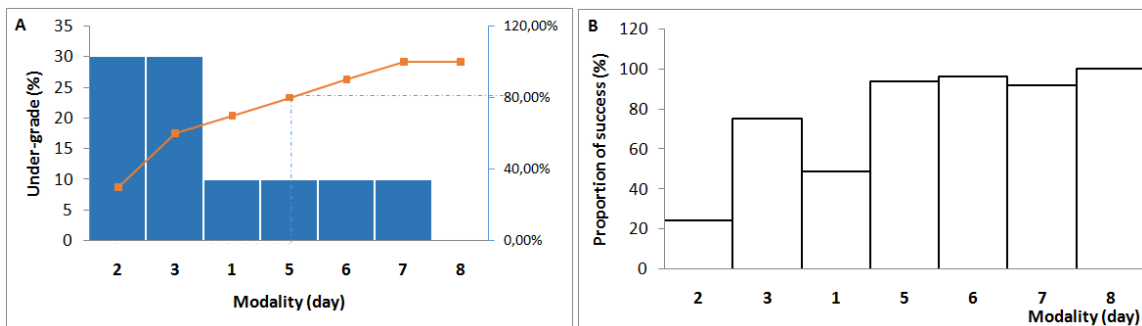 A
Under-grade (%)
35
30
25
20
15
10
5
0
120,00%
80,00%
40,00%
0,00%
2 3 1 5 6 7 8
Modality (day)
B
Proportion of success (%)
120
100
80
60
40
20
0
2 3 1 5 6 7 8
Modality (day)